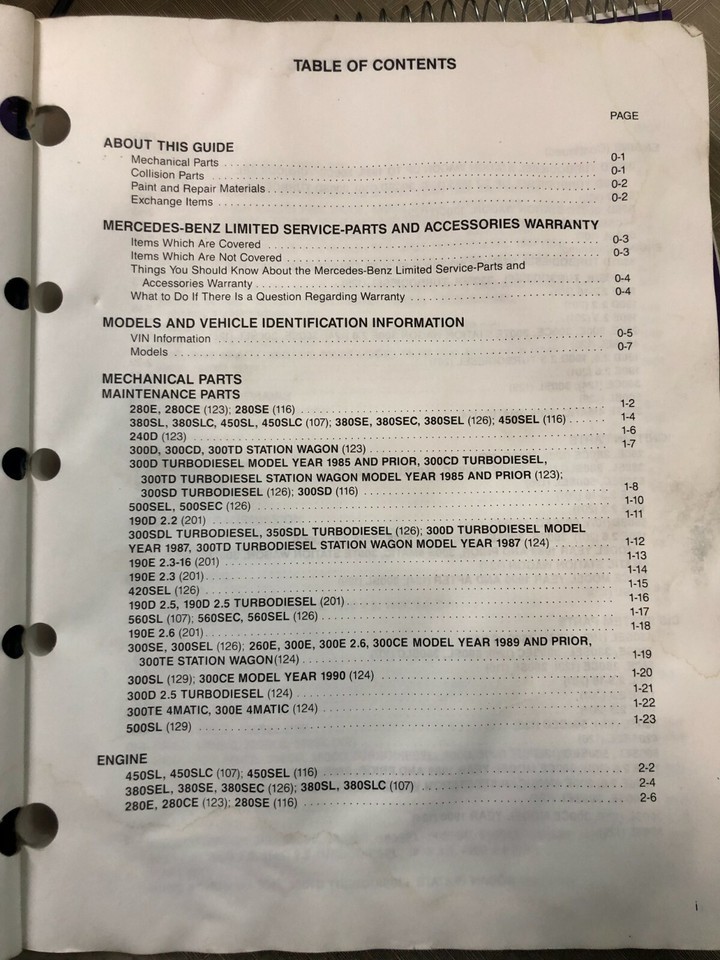 TABLE OF CONTENTS
PAGE
ABOUT THIS GUIDE
Mechanical Parts . . . . . . . . . . 0-1
Collision Parts . . . . . . . . . . 0-1
Paint and Repair Materials . . . . . . . . . . 0-2
Exchange Items . . . . . . . . . . 0-2
MERCEDES-BENZ LIMITED SERVICE-PARTS AND ACCESSORIES WARRANTY
Items Which Are Covered . . . . . . . . . . 0-3
Items Which Are Not Covered . . . . . . . . . . 0-3
Things You Should Know About the Mercedes-Benz Limited Service-Parts and
Accessories Warranty . . . . . . . . . . 0-4
What to Do If There Is a Question Regarding Warranty . . . . . . . . . . 0-4
MODELS AND VEHICLE IDENTIFICATION INFORMATION
VIN Information . . . . . . . . . . 0-5
Models . . . . . . . . . . 0-7
MECHANICAL PARTS
MAINTENANCE PARTS
280E, 280CE (123); 280SE (116) . . . . . . . . . . 1-2
380SL, 380SLC, 450SL, 450SLC (107); 380SE, 380SEC, 380SEL (126); 450SEL (116) . . . . . . 1-4
240D (123) . . . . . . . . . . 1-6
300D, 300CD, 300TD STATION WAGON (123) . . . . . . . . . . 1-7
300D TURBODIESEL MODEL YEAR 1985 AND PRIOR, 300CD TURBODIESEL,
300TD TURBODIESEL STATION WAGON MODEL YEAR 1985 AND PRIOR (123);
300SD TURBODIESEL (126); 300SD (116) . . . . . . . . . . 1-8
500SEL, 500SEC (126) . . . . . . . . . . 1-10
190D 2.2 (201) . . . . . . . . . . 1-11
300SDL TURBODIESEL, 350SDL TURBODIESEL (126); 300D TURBODIESEL MODEL
YEAR 1987, 300TD TURBODIESEL STATION WAGON MODEL YEAR 1987 (124) . . . . . . . . . . 1-12
190E 2.3-16 (201) . . . . . . . . . . 1-13
190E 2.3 (201) . . . . . . . . . . 1-14
420SEL (126) . . . . . . . . . . 1-15
190D 2.5, 190D 2.5 TURBODIESEL (201) . . . . . . . . . . 1-16
560SL (107); 560SEC, 560SEL (126) . . . . . . . . . . 1-17
190E 2.6 (201) . . . . . . . . . . 1-18
300SE, 300SEL (126); 260E, 300E, 300E 2.6, 300CE MODEL YEAR 1989 AND PRIOR,
300TE STATION WAGON(124) . . . . . . . . . . 1-19
300SL (129); 300CE MODEL YEAR 1990 (124) . . . . . . . . . . 1-20
300D 2.5 TURBODIESEL (124) . . . . . . . . . . 1-21
300TE 4MATIC, 300E 4MATIC (124) . . . . . . . . . . 1-22
500SL (129) . . . . . . . . . . 1-23
ENGINE
450SL, 450SLC (107); 450SEL (116) . . . . . . . . . . 2-2
380SEL, 380SE, 380SEC (126); 380SL, 380SLC (107) . . . . . . . . . . 2-4
280E, 280CE (123); 280SE (116) . . . . . . . . . . 2-6
i